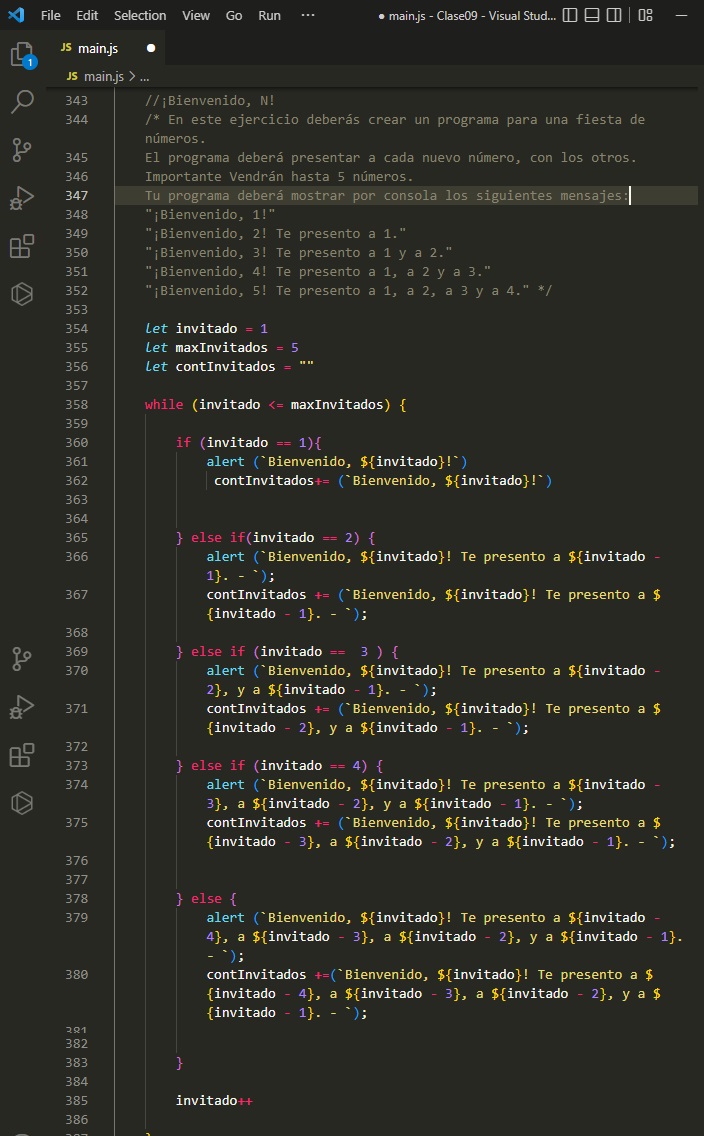 File Edit Selection View Go Run ··· ● main.js - Clase09 - Visual Stud...
JS main.js ●
JS main.js > ...
1
343 //¡Bienvenido, N!
344 /* En este ejercicio deberás crear un programa para una fiesta de
números.
345 El programa deberá presentar a cada nuevo número, con los otros.
346 Importante Vendrán hasta 5 números.
347 Tu programa deberá mostrar por consola los siguientes mensajes:
348 "¡Bienvenido, 1!"
349 "¡Bienvenido, 2! Te presento a 1."
350 "¡Bienvenido, 3! Te presento a 1 y a 2."
351 "¡Bienvenido, 4! Te presento a 1, a 2 y a 3."
352 "¡Bienvenido, 5! Te presento a 1, a 2, a 3 y a 4." */
353
354 let invitado = 1
355 let maxInvitados = 5
356 let contInvitados = ""
357
358 while (invitado <= maxInvitados) {
359
360 if (invitado == 1){
361 alert (`Bienvenido, ${invitado}!`)
362 contInvitados+= (`Bienvenido, ${invitado}!`)
363
364
365 } else if(invitado == 2) {
366 alert (`Bienvenido, ${invitado}! Te presento a ${invitado -
1}. - `);
367 contInvitados += (`Bienvenido, ${invitado}! Te presento a $
{invitado - 1}. - `);
368
369 } else if (invitado ==  3 ) {
370 alert (`Bienvenido, ${invitado}! Te presento a ${invitado -
2}, y a ${invitado - 1}. - `);
371 contInvitados += (`Bienvenido, ${invitado}! Te presento a $
{invitado - 2}, y a ${invitado - 1}. - `);
372
373 } else if (invitado == 4) {
374 alert (`Bienvenido, ${invitado}! Te presento a ${invitado -
3}, a ${invitado - 2}, y a ${invitado - 1}. - `);
375 contInvitados += (`Bienvenido, ${invitado}! Te presento a $
{invitado - 3}, a ${invitado - 2}, y a ${invitado - 1}. - `);
376
377
378 } else {
379 alert (`Bienvenido, ${invitado}! Te presento a ${invitado -
4}, a ${invitado - 3}, a ${invitado - 2}, y a ${invitado - 1}.
- `);
380 contInvitados +=(`Bienvenido, ${invitado}! Te presento a $
{invitado - 4}, a ${invitado - 3}, a ${invitado - 2}, y a $
{invitado - 1}. - `);
381
382
383 }
384
385 invitado++
386
387 }